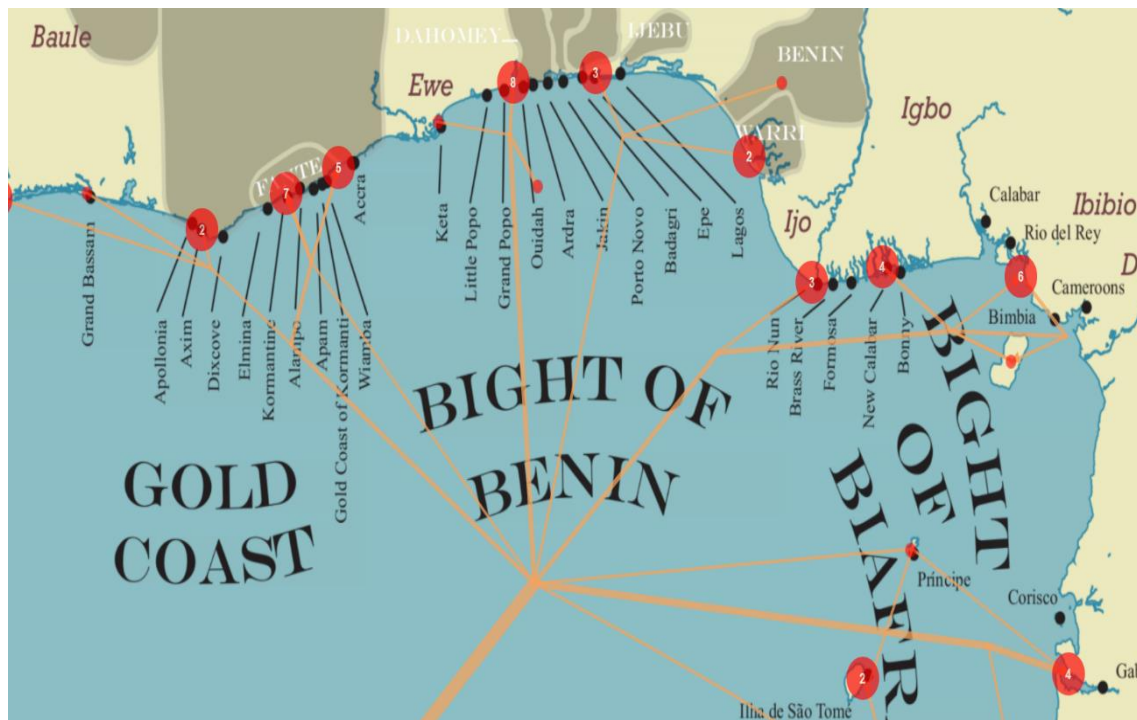 Baule
DAHOMEY
IJEBU
BENIN
Ewe
Igbo
WARRI
FANTE
Ijo
Calabar
Ibibio
Rio del Rey
D
Cameroons
Bimbia
2
7
5
8
3
2
3
4
6
Grand Bassam
Apollonia
Axim
Dixcove
Elmina
Kormantine
Alampo
Apam
Gold Coast of Kormanti
Wiamba
Accra
Keta
Little Popo
Grand Popo
Ouidah
Ardra
Jakin
Porto Novo
Badagri
Epe
Lagos
Rio Nun
Brass River
Formosa
New Calabar
Bonny
BIGHT OF
BENIN
GOLD
COAST
BIGHT
OF
BIAFR
Príncipe
Corisco
2
4
Gab
Ilha de São Tomé